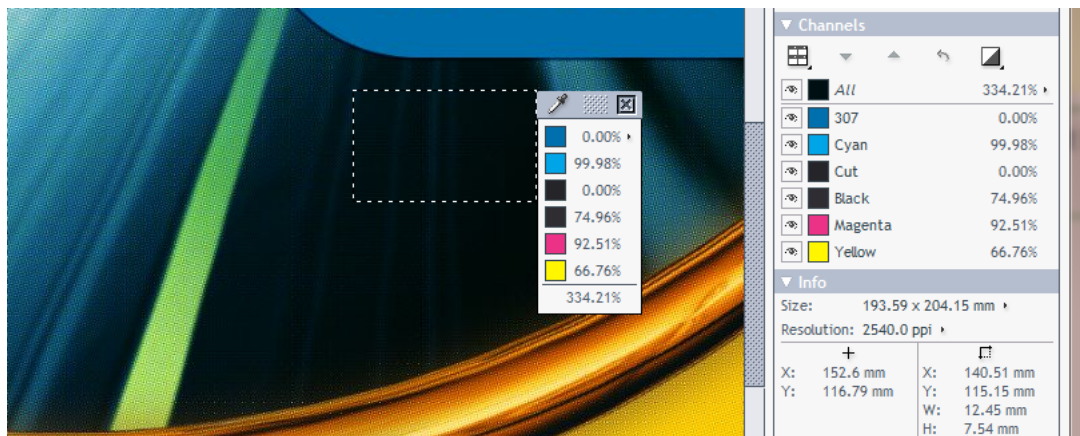 0.00%
99.98%
0.00%
74.96%
92.51%
66.76%
334.21%
Channels
All 334.21%
307 0.00%
Cyan 99.98%
Cut 0.00%
Black 74.96%
Magenta 92.51%
Yellow 66.76%
Info
Size: 193.59 x 204.15 mm
Resolution: 2540.0 ppi
X: 152.6 mm X: 140.51 mm
Y: 116.79 mm Y: 115.15 mm
W: 12.45 mm
H: 7.54 mm